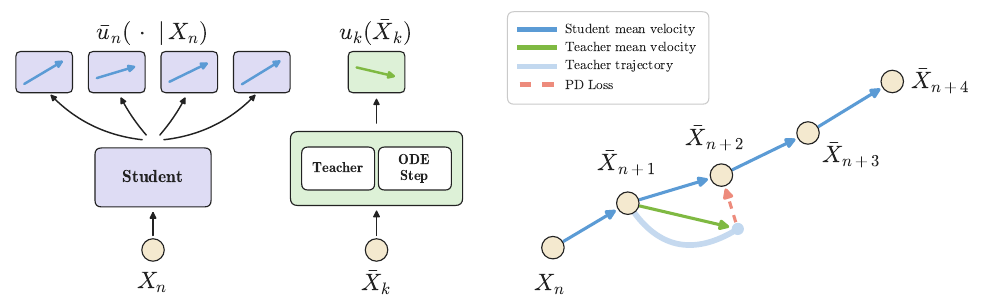 ū_n( · | X_n)
u_k(X̄_k)
Student
Teacher
ODE
Step
X_n
X̄_k
Student mean velocity
Teacher mean velocity
Teacher trajectory
PD Loss
X_n
X̄_{n+1}
X̄_{n+2}
X̄_{n+3}
X̄_{n+4}